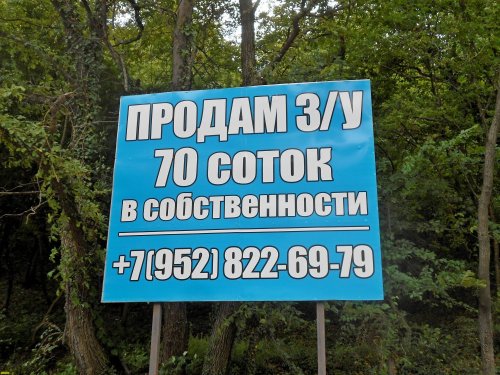 ПРОДАМ З/У
70 СОТОК
В СОБСТВЕННОСТИ
+7(952) 822-69-79